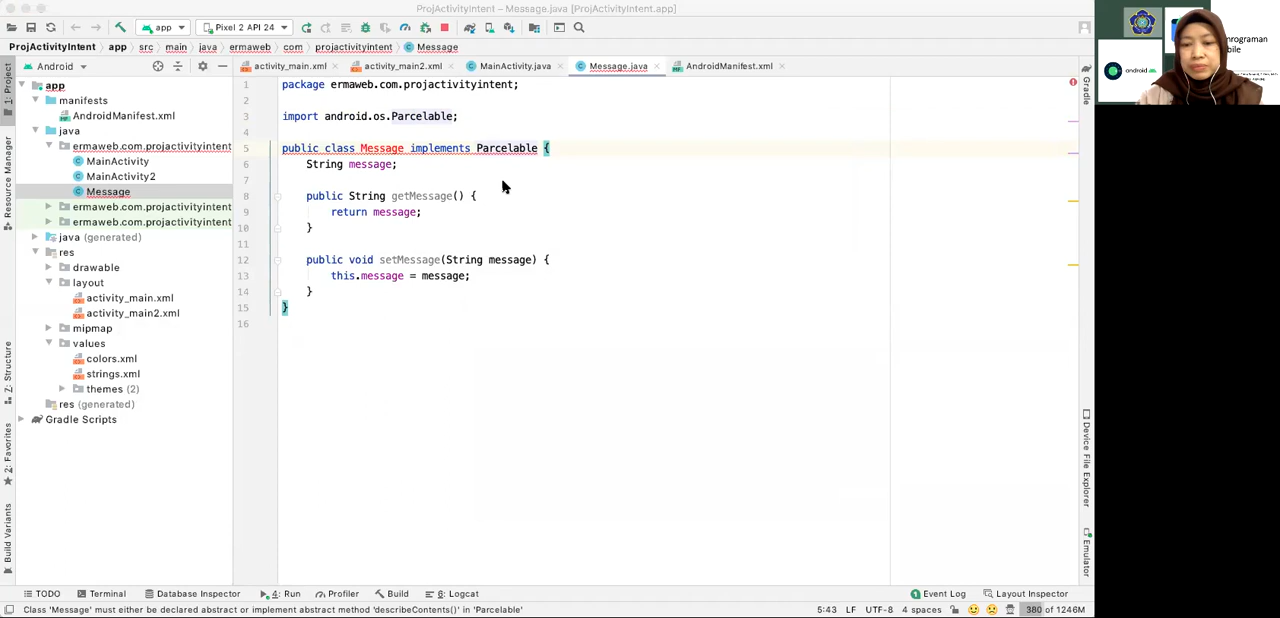 ProjActivityIntent – Message.java [ProjActivityIntent.app]
app
Pixel 2 API 24
ProjActivityIntent
app
src
main
java
ermaweb
com
projactivityintent
Message
Android
activity_main.xml
activity_main2.xml
MainActivity.java
Message.java
AndroidManifest.xml
1: Project
Resource Manager
Z: Structure
2: Favorites
Build Variants
app
manifests
AndroidManifest.xml
java
ermaweb.com.projactivityintent
MainActivity
MainActivity2
Message
ermaweb.com.projactivityintent
ermaweb.com.projactivityintent
java (generated)
res
drawable
layout
activity_main.xml
activity_main2.xml
mipmap
values
colors.xml
strings.xml
themes (2)
res (generated)
Gradle Scripts
1 package ermaweb.com.projactivityintent;
2
3 import android.os.Parcelable;
4
5 public class Message implements Parcelable {
6 String message;
7
8 public String getMessage() {
9 return message;
10 }
11
12 public void setMessage(String message) {
13 this.message = message;
14 }
15 }
16
Gradle
Device File Explorer
Emulator
android
mrograman
bile
TODO
Terminal
Database Inspector
4: Run
Profiler
Build
6: Logcat
Event Log
Layout Inspector
Class 'Message' must either be declared abstract or implement abstract method 'describeContents()' in 'Parcelable'
5:43
LF
UTF-8
4 spaces
380 of 1246M